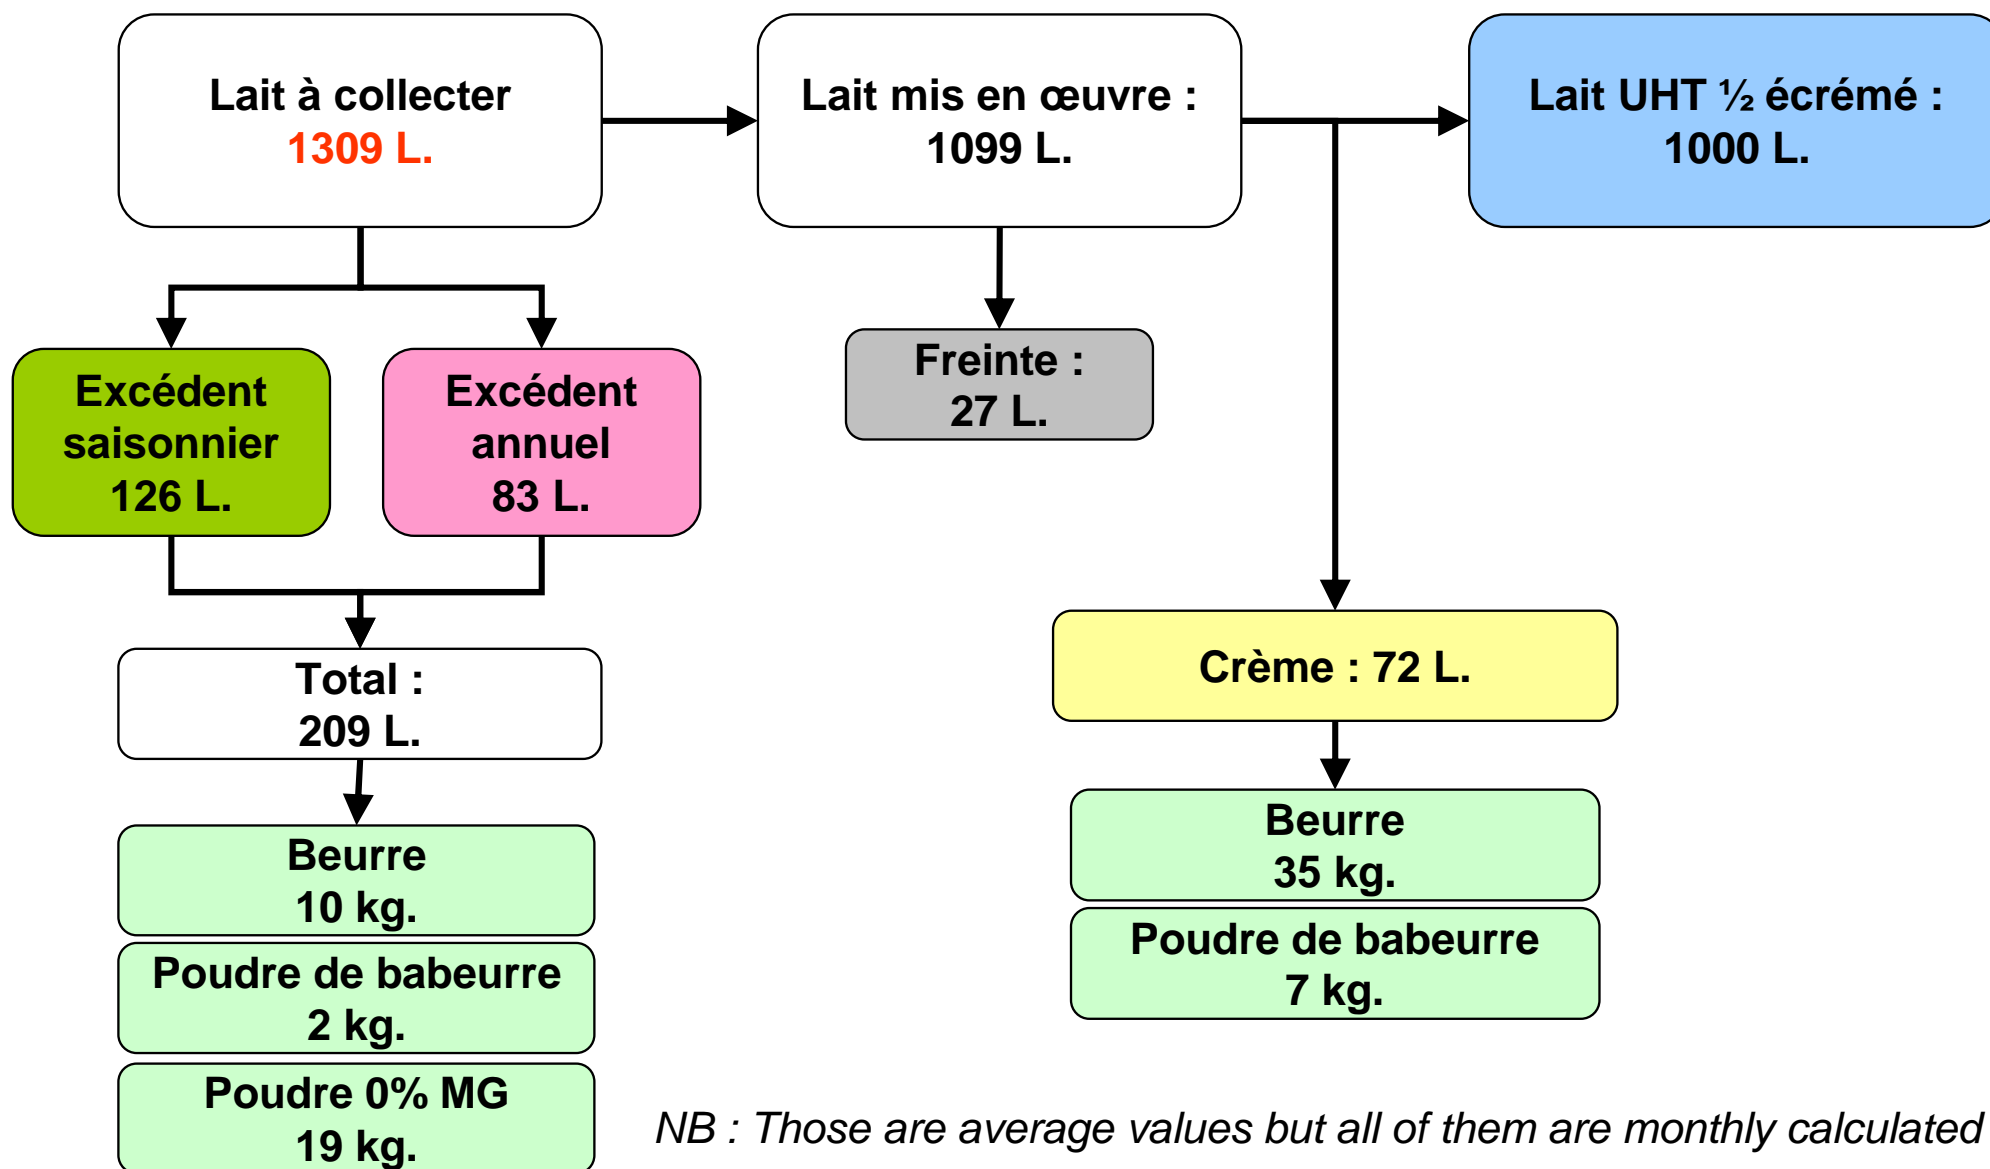 Lait à collecter
1309 L.
Lait mis en œuvre :
1099 L.
Lait UHT ½ écrémé :
1000 L.
Freinte :
27 L.
Excédent
saisonnier
126 L.
Excédent
annuel
83 L.
Total :
209 L.
Crème : 72 L.
Beurre
10 kg.
Poudre de babeurre
2 kg.
Poudre 0% MG
19 kg.
Beurre
35 kg.
Poudre de babeurre
7 kg.
NB : Those are average values but all of them are monthly calculated